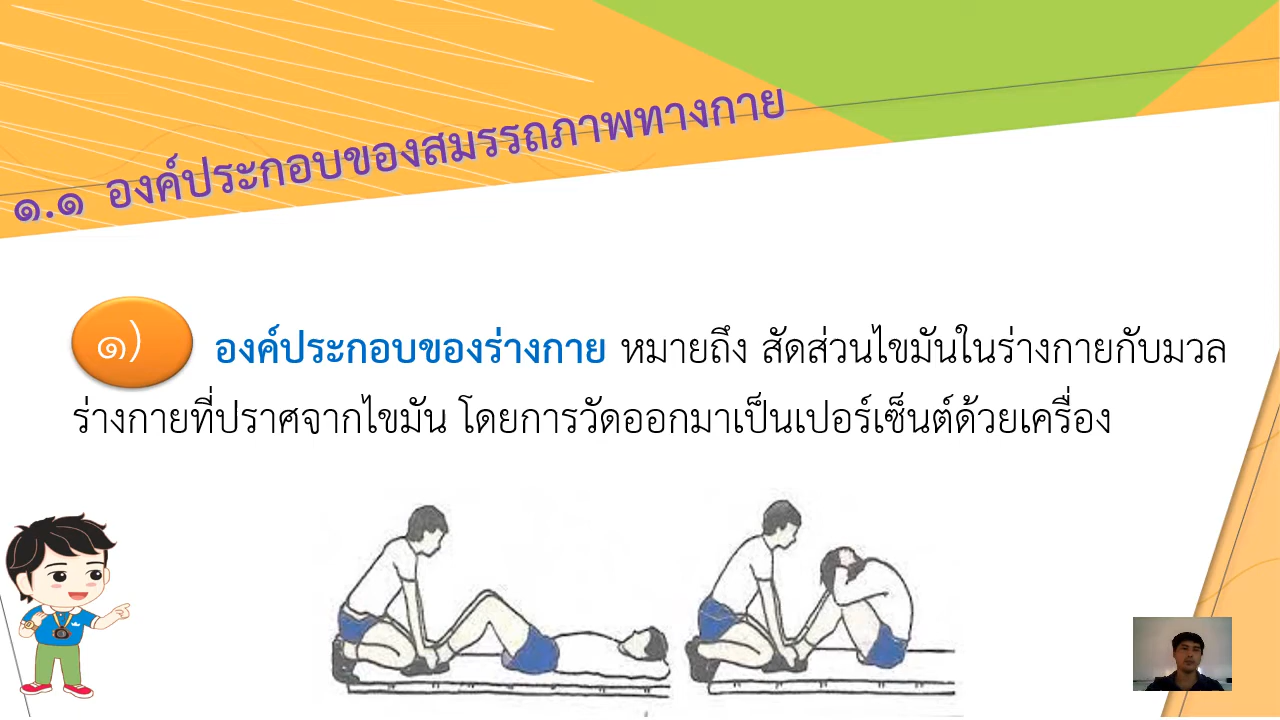 ๑.๑ องค์ประกอบของสมรรถภาพทางกาย
๑) องค์ประกอบของร่างกาย หมายถึง สัดส่วนไขมันในร่างกายกับมวล
ร่างกายที่ปราศจากไขมัน โดยการวัดออกมาเป็นเปอร์เซ็นต์ด้วยเครื่อง